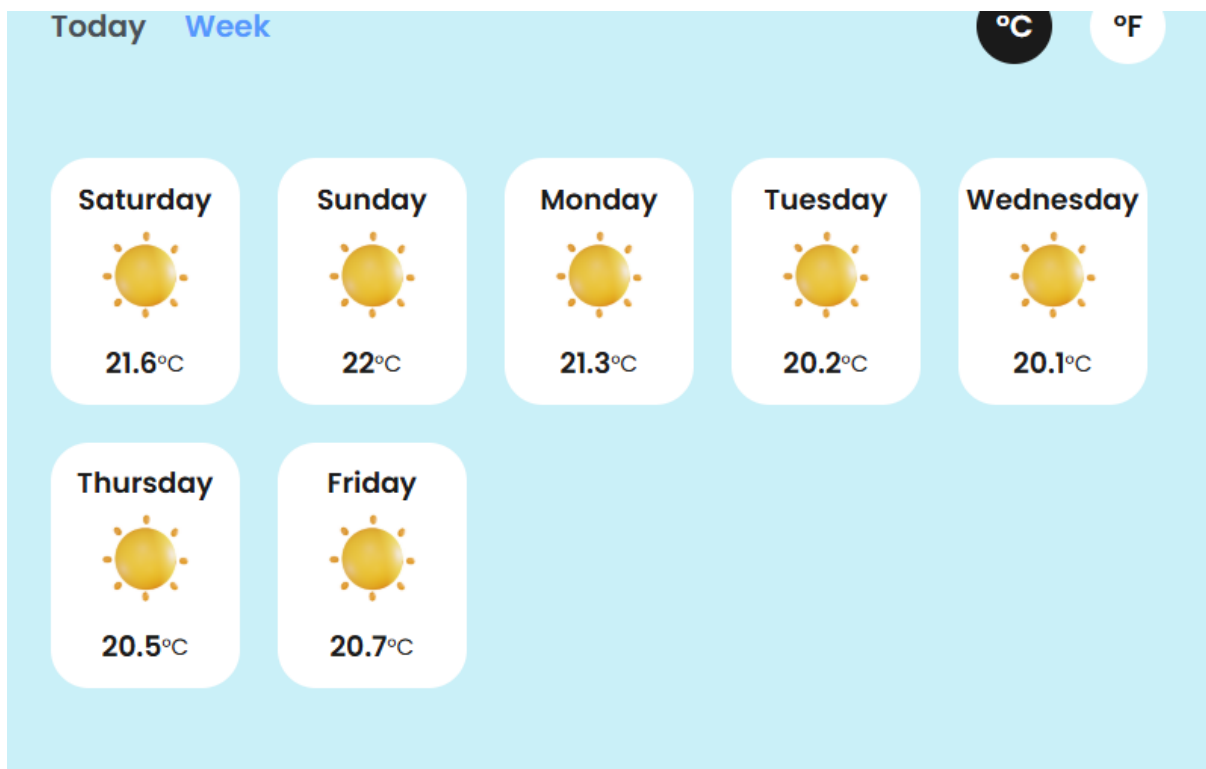 Today Week °C °F
Saturday Sunday Monday Tuesday Wednesday
21.6°C 22°C 21.3°C 20.2°C 20.1°C
Thursday Friday
20.5°C 20.7°C